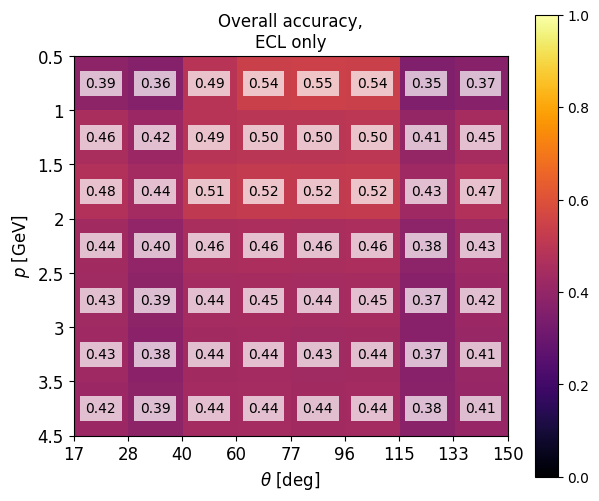 Overall accuracy,
ECL only
1.0
0.8
0.6
0.4
0.2
0.0
p [GeV]
0.5
0.39 0.36 0.49 0.54 0.55 0.54 0.35 0.37
1
0.46 0.42 0.49 0.50 0.50 0.50 0.41 0.45
1.5
0.48 0.44 0.51 0.52 0.52 0.52 0.43 0.47
2
0.44 0.40 0.46 0.46 0.46 0.46 0.38 0.43
2.5
0.43 0.39 0.44 0.45 0.44 0.45 0.37 0.42
3
0.43 0.38 0.44 0.44 0.43 0.44 0.37 0.41
3.5
0.42 0.39 0.44 0.44 0.44 0.44 0.38 0.41
4.5
17 28 40 60 77 96 115 133 150
θ [deg]